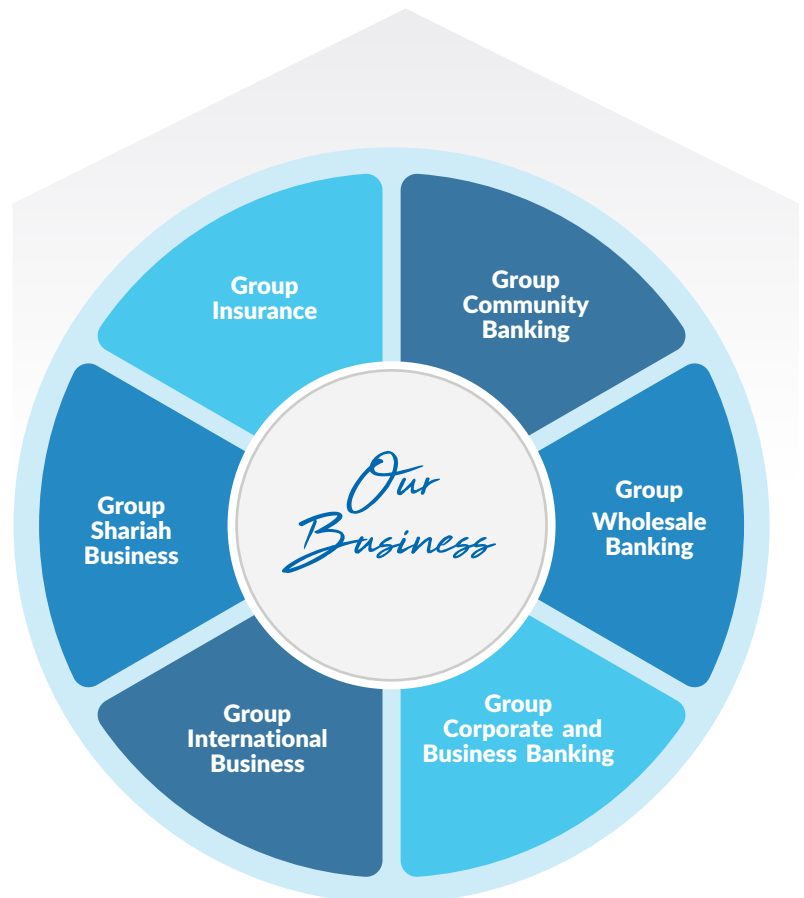 Group
Insurance
Group
Community
Banking
Group
Shariah
Business
Our
Business
Group
Wholesale
Banking
Group
International
Business
Group
Corporate and
Business Banking